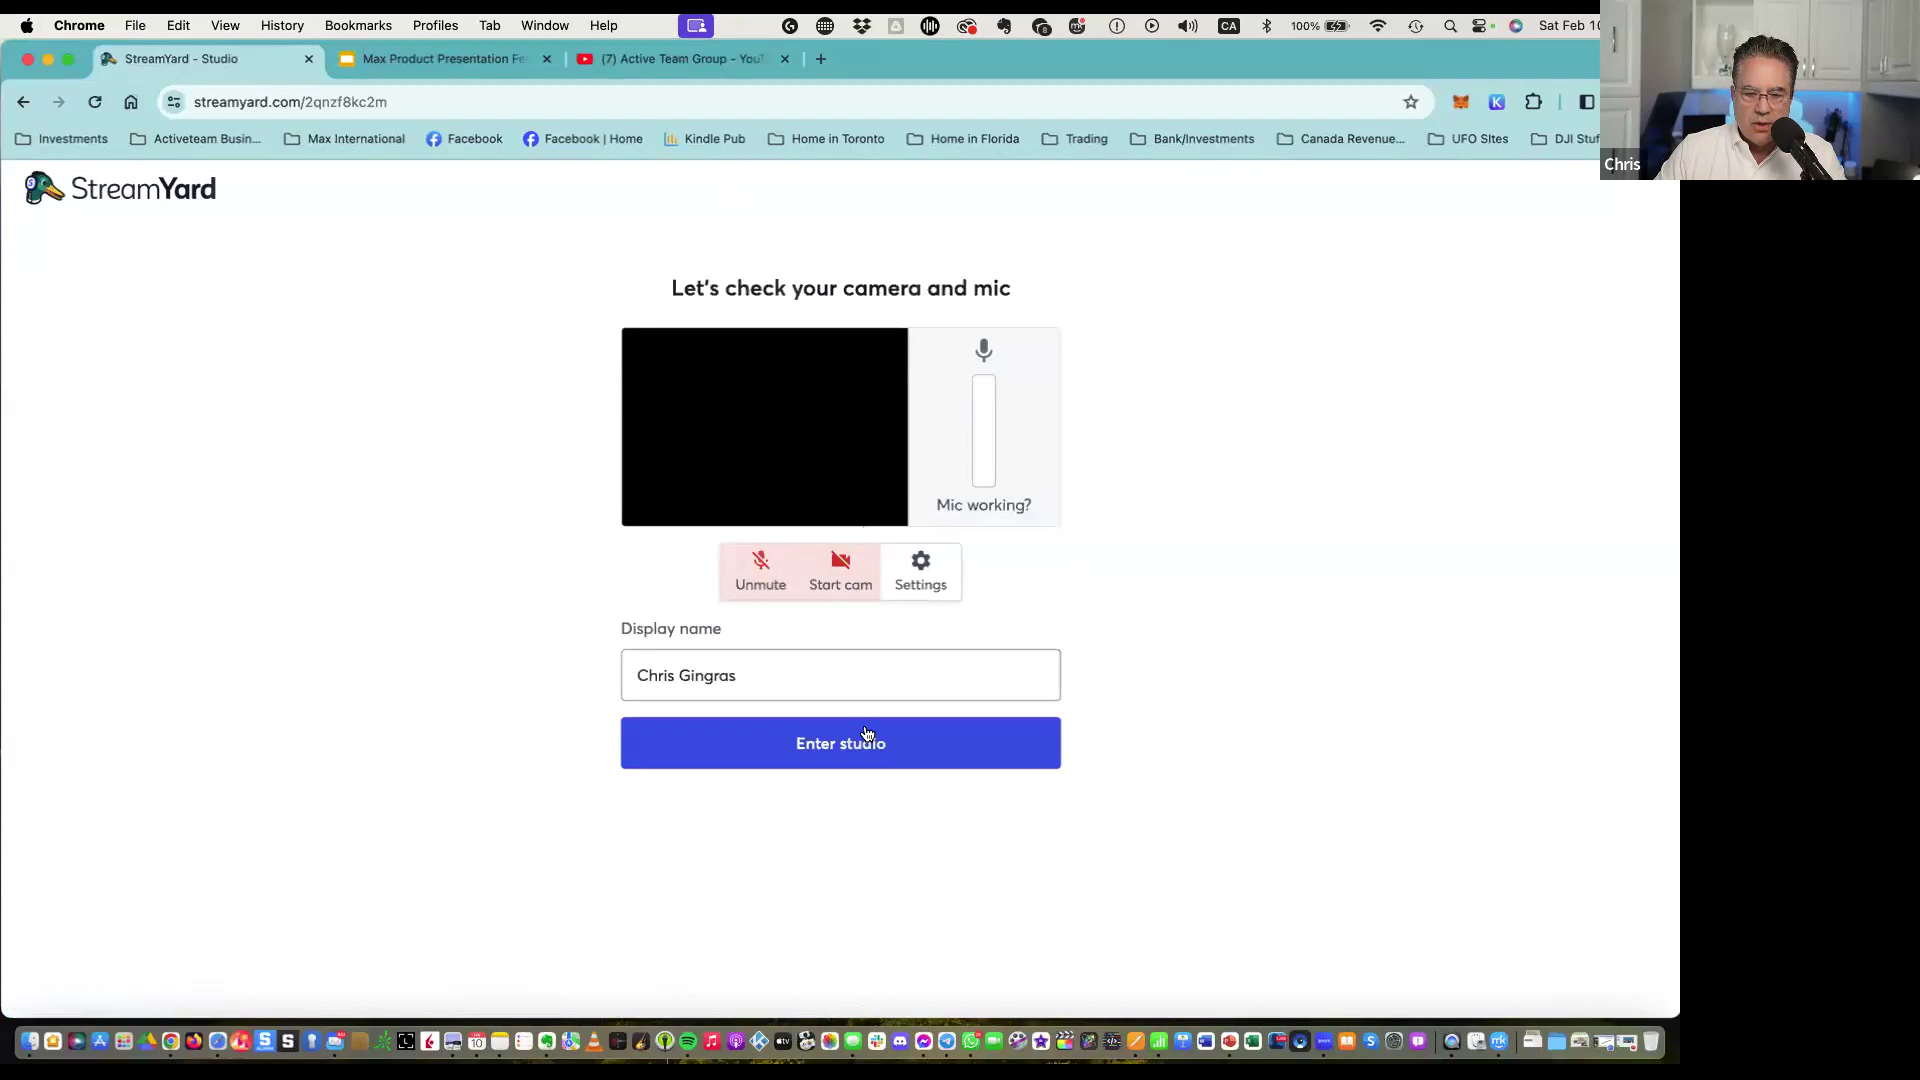 Chrome File Edit View History Bookmarks Profiles Tab Window Help CA 100% Sat Feb 10
StreamYard - Studio Max Product Presentation Fe (7) Active Team Group - YouT
streamyard.com/2qnzf8kc2m
Investments Activeteam Busin... Max International Facebook Facebook | Home Kindle Pub Home in Toronto Home in Florida Trading Bank/Investments Canada Revenue... UFO SItes DJI Stuf
Chris
StreamYard
Let's check your camera and mic
Mic working?
Unmute Start cam Settings
Display name
Chris Gingras
Enter studio